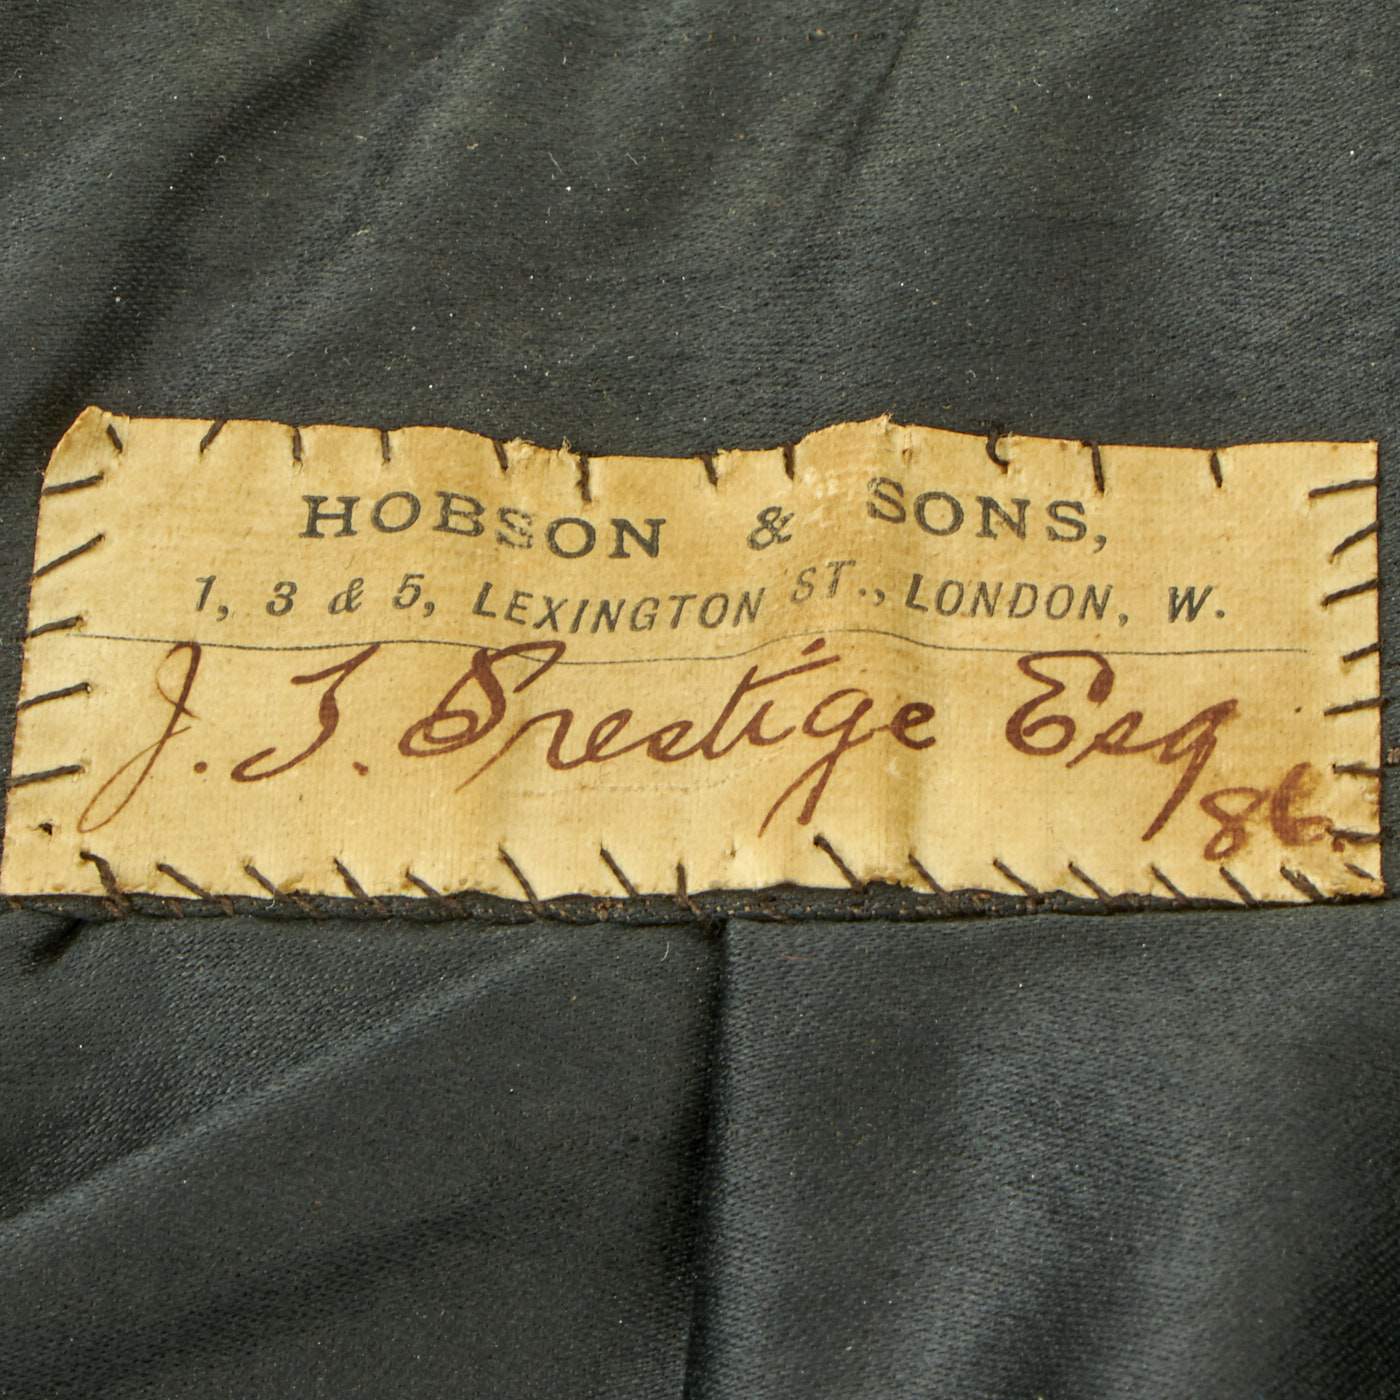 HOBSON & SONS,
1, 3 & 5, LEXINGTON ST., LONDON, W.
J. T. Prestige Esq
86.